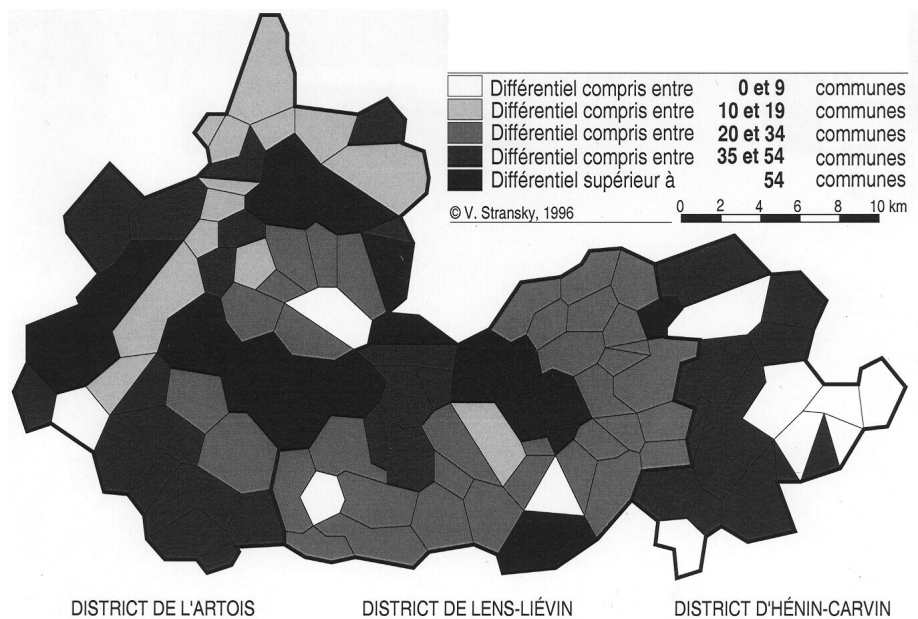 Différentiel compris entre 0 et 9 communes
Différentiel compris entre 10 et 19 communes
Différentiel compris entre 20 et 34 communes
Différentiel compris entre 35 et 54 communes
Différentiel supérieur à 54 communes
© V. Stransky, 1996
0 2 4 6 8 10 km
DISTRICT DE L'ARTOIS DISTRICT DE LENS-LIÉVIN DISTRICT D'HÉNIN-CARVIN